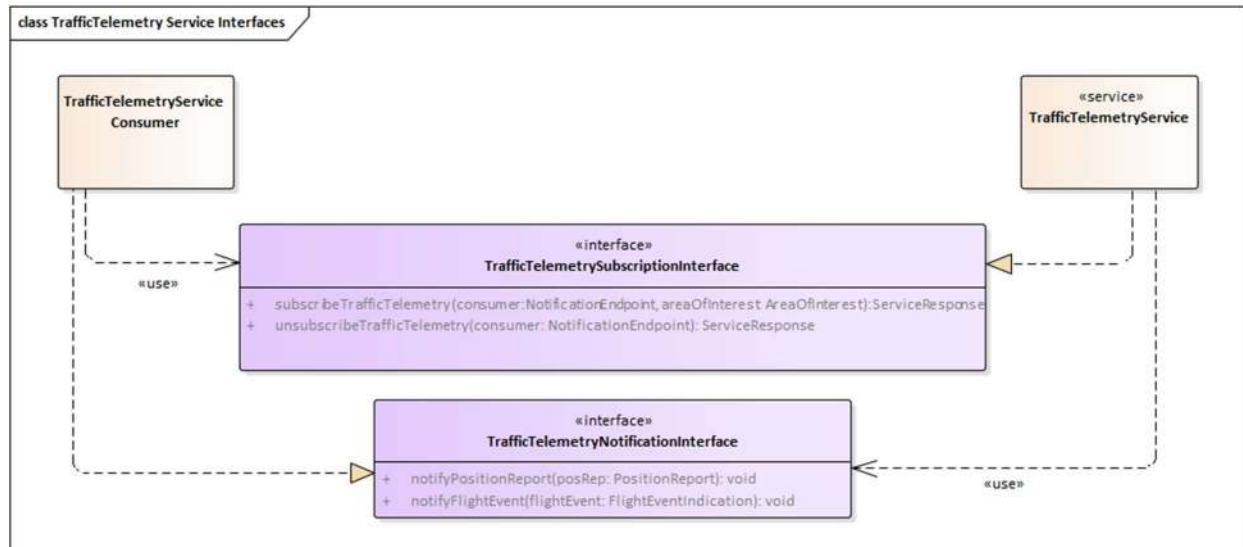 class TrafficTelemetry Service Interfaces
TrafficTelemetryService
Consumer
«service»
TrafficTelemetryService
«interface»
TrafficTelemetrySubscriptionInterface
«use»
+ subscribeTrafficTelemetry(consumer:NotificationEndpoint, areaOfInterest AreaOfInterest):ServiceResponse
+ unsubscribeTrafficTelemetry(consumer: NotificationEndpoint): ServiceResponse
«interface»
TrafficTelemetryNotificationInterface
+ notifyPositionReport(posRep: PositionReport): void
+ notifyFlightEvent(flightEvent: FlightEventIndication): void
«use»